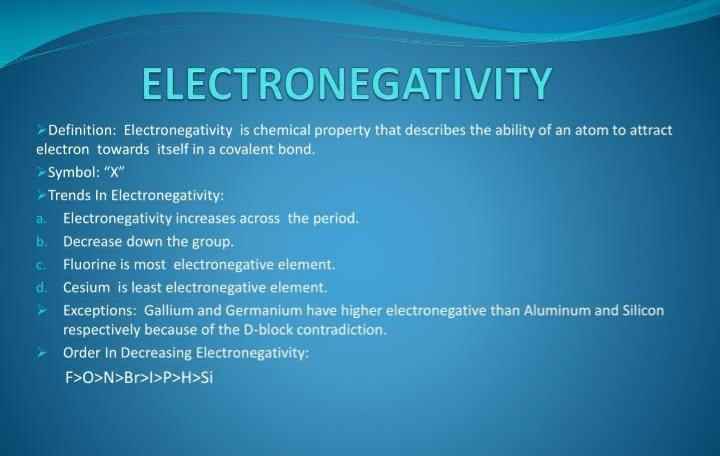 ELECTRONEGATIVITY
➢Definition: Electronegativity is chemical property that describes the ability of an atom to attract
electron towards itself in a covalent bond.
➢Symbol: “X”
➢Trends In Electronegativity:
a. Electronegativity increases across the period.
b. Decrease down the group.
c. Fluorine is most electronegative element.
d. Cesium is least electronegative element.
➢ Exceptions: Gallium and Germanium have higher electronegative than Aluminum and Silicon
respectively because of the D-block contradiction.
➢ Order In Decreasing Electronegativity:
F>O>N>Br>I>P>H>Si